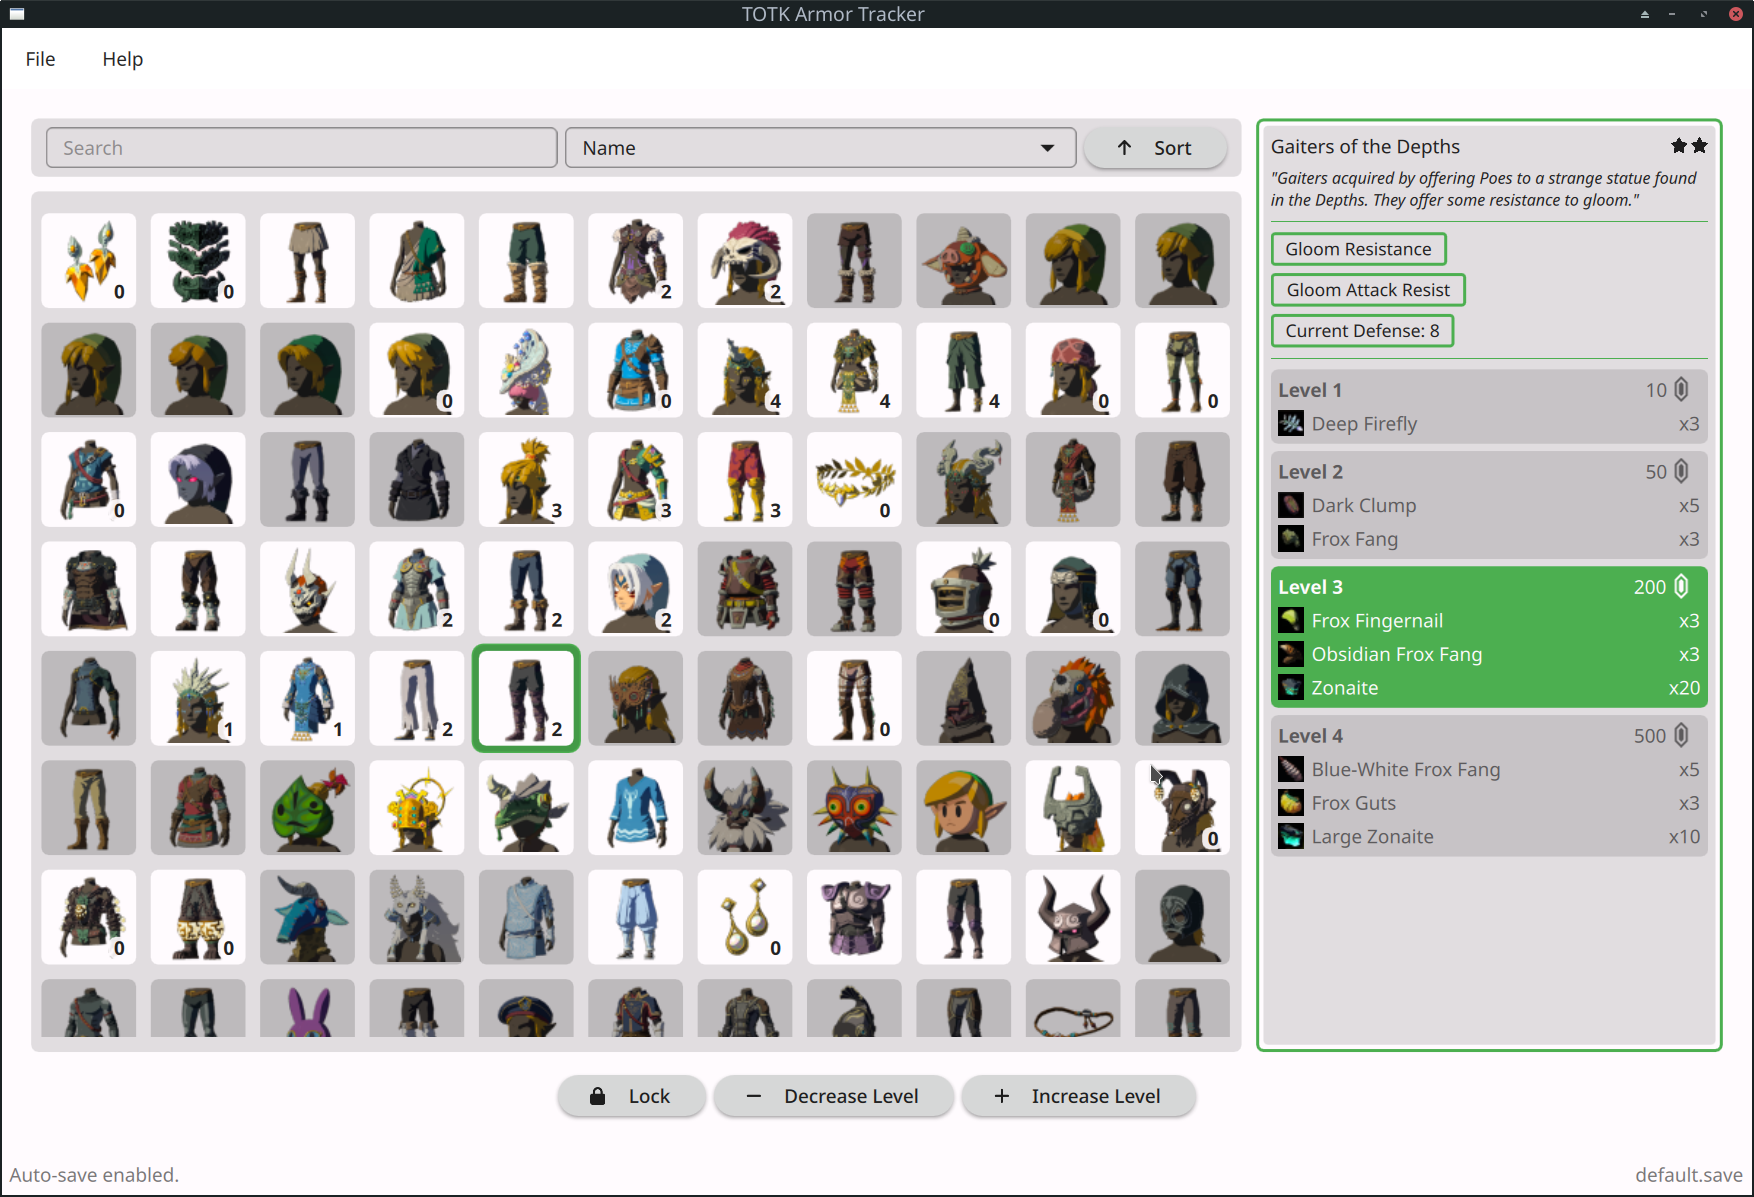 TOTK Armor Tracker
File Help
Search Name Sort
0 0 2 2
0 0 4 4 4 0 0
0 3 3 3 0
2 2 2 0 0
1 1 2 2 0
0
0 0 0
Gaiters of the Depths
"Gaiters acquired by offering Poes to a strange statue found
in the Depths. They offer some resistance to gloom."
Gloom Resistance
Gloom Attack Resist
Current Defense: 8
Level 1 10
Deep Firefly x3
Level 2 50
Dark Clump x5
Frox Fang x3
Level 3 200
Frox Fingernail x3
Obsidian Frox Fang x3
Zonaite x20
Level 4 500
Blue-White Frox Fang x5
Frox Guts x3
Large Zonaite x10
Lock Decrease Level Increase Level
Auto-save enabled. default.save